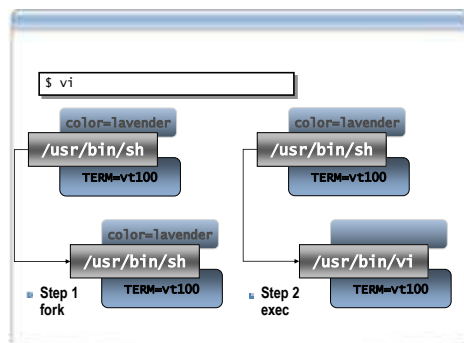 $ vi
color=lavender
/usr/bin/sh
TERM=vt100
color=lavender
/usr/bin/sh
TERM=vt100
color=lavender
/usr/bin/sh
TERM=vt100
/usr/bin/vi
TERM=vt100
Step 1
fork
Step 2
exec